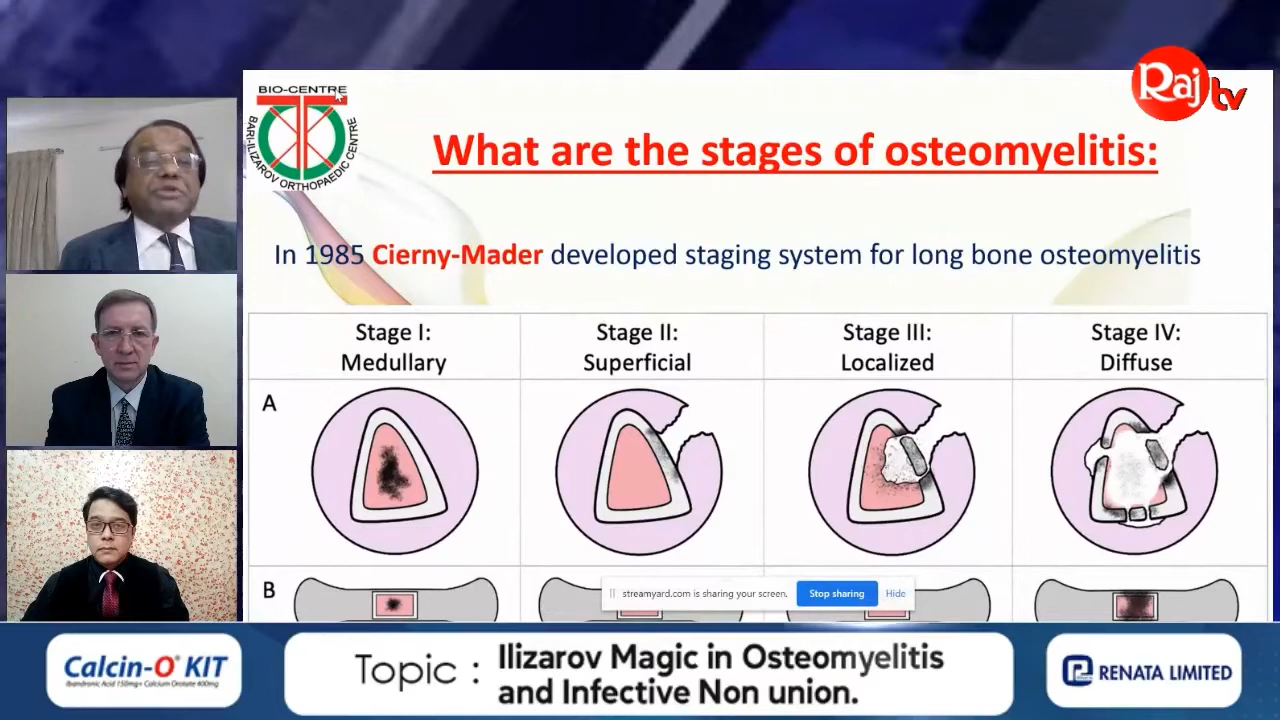 Raj tv
BIO-CENTRE
BARI-ILIZAROV ORTHOPAEDIC CENTRE
What are the stages of osteomyelitis:
In 1985 Cierny-Mader developed staging system for long bone osteomyelitis
Stage I:
Medullary
Stage II:
Superficial
Stage III:
Localized
Stage IV:
Diffuse
A
B
streamyard.com is sharing your screen.
Stop sharing
Hide
Calcin-O® KIT
Ibandronic Acid 150mg+ Calcium Orotate 400mg
Topic :
Ilizarov Magic in Osteomyelitis
and Infective Non union.
RENATA LIMITED